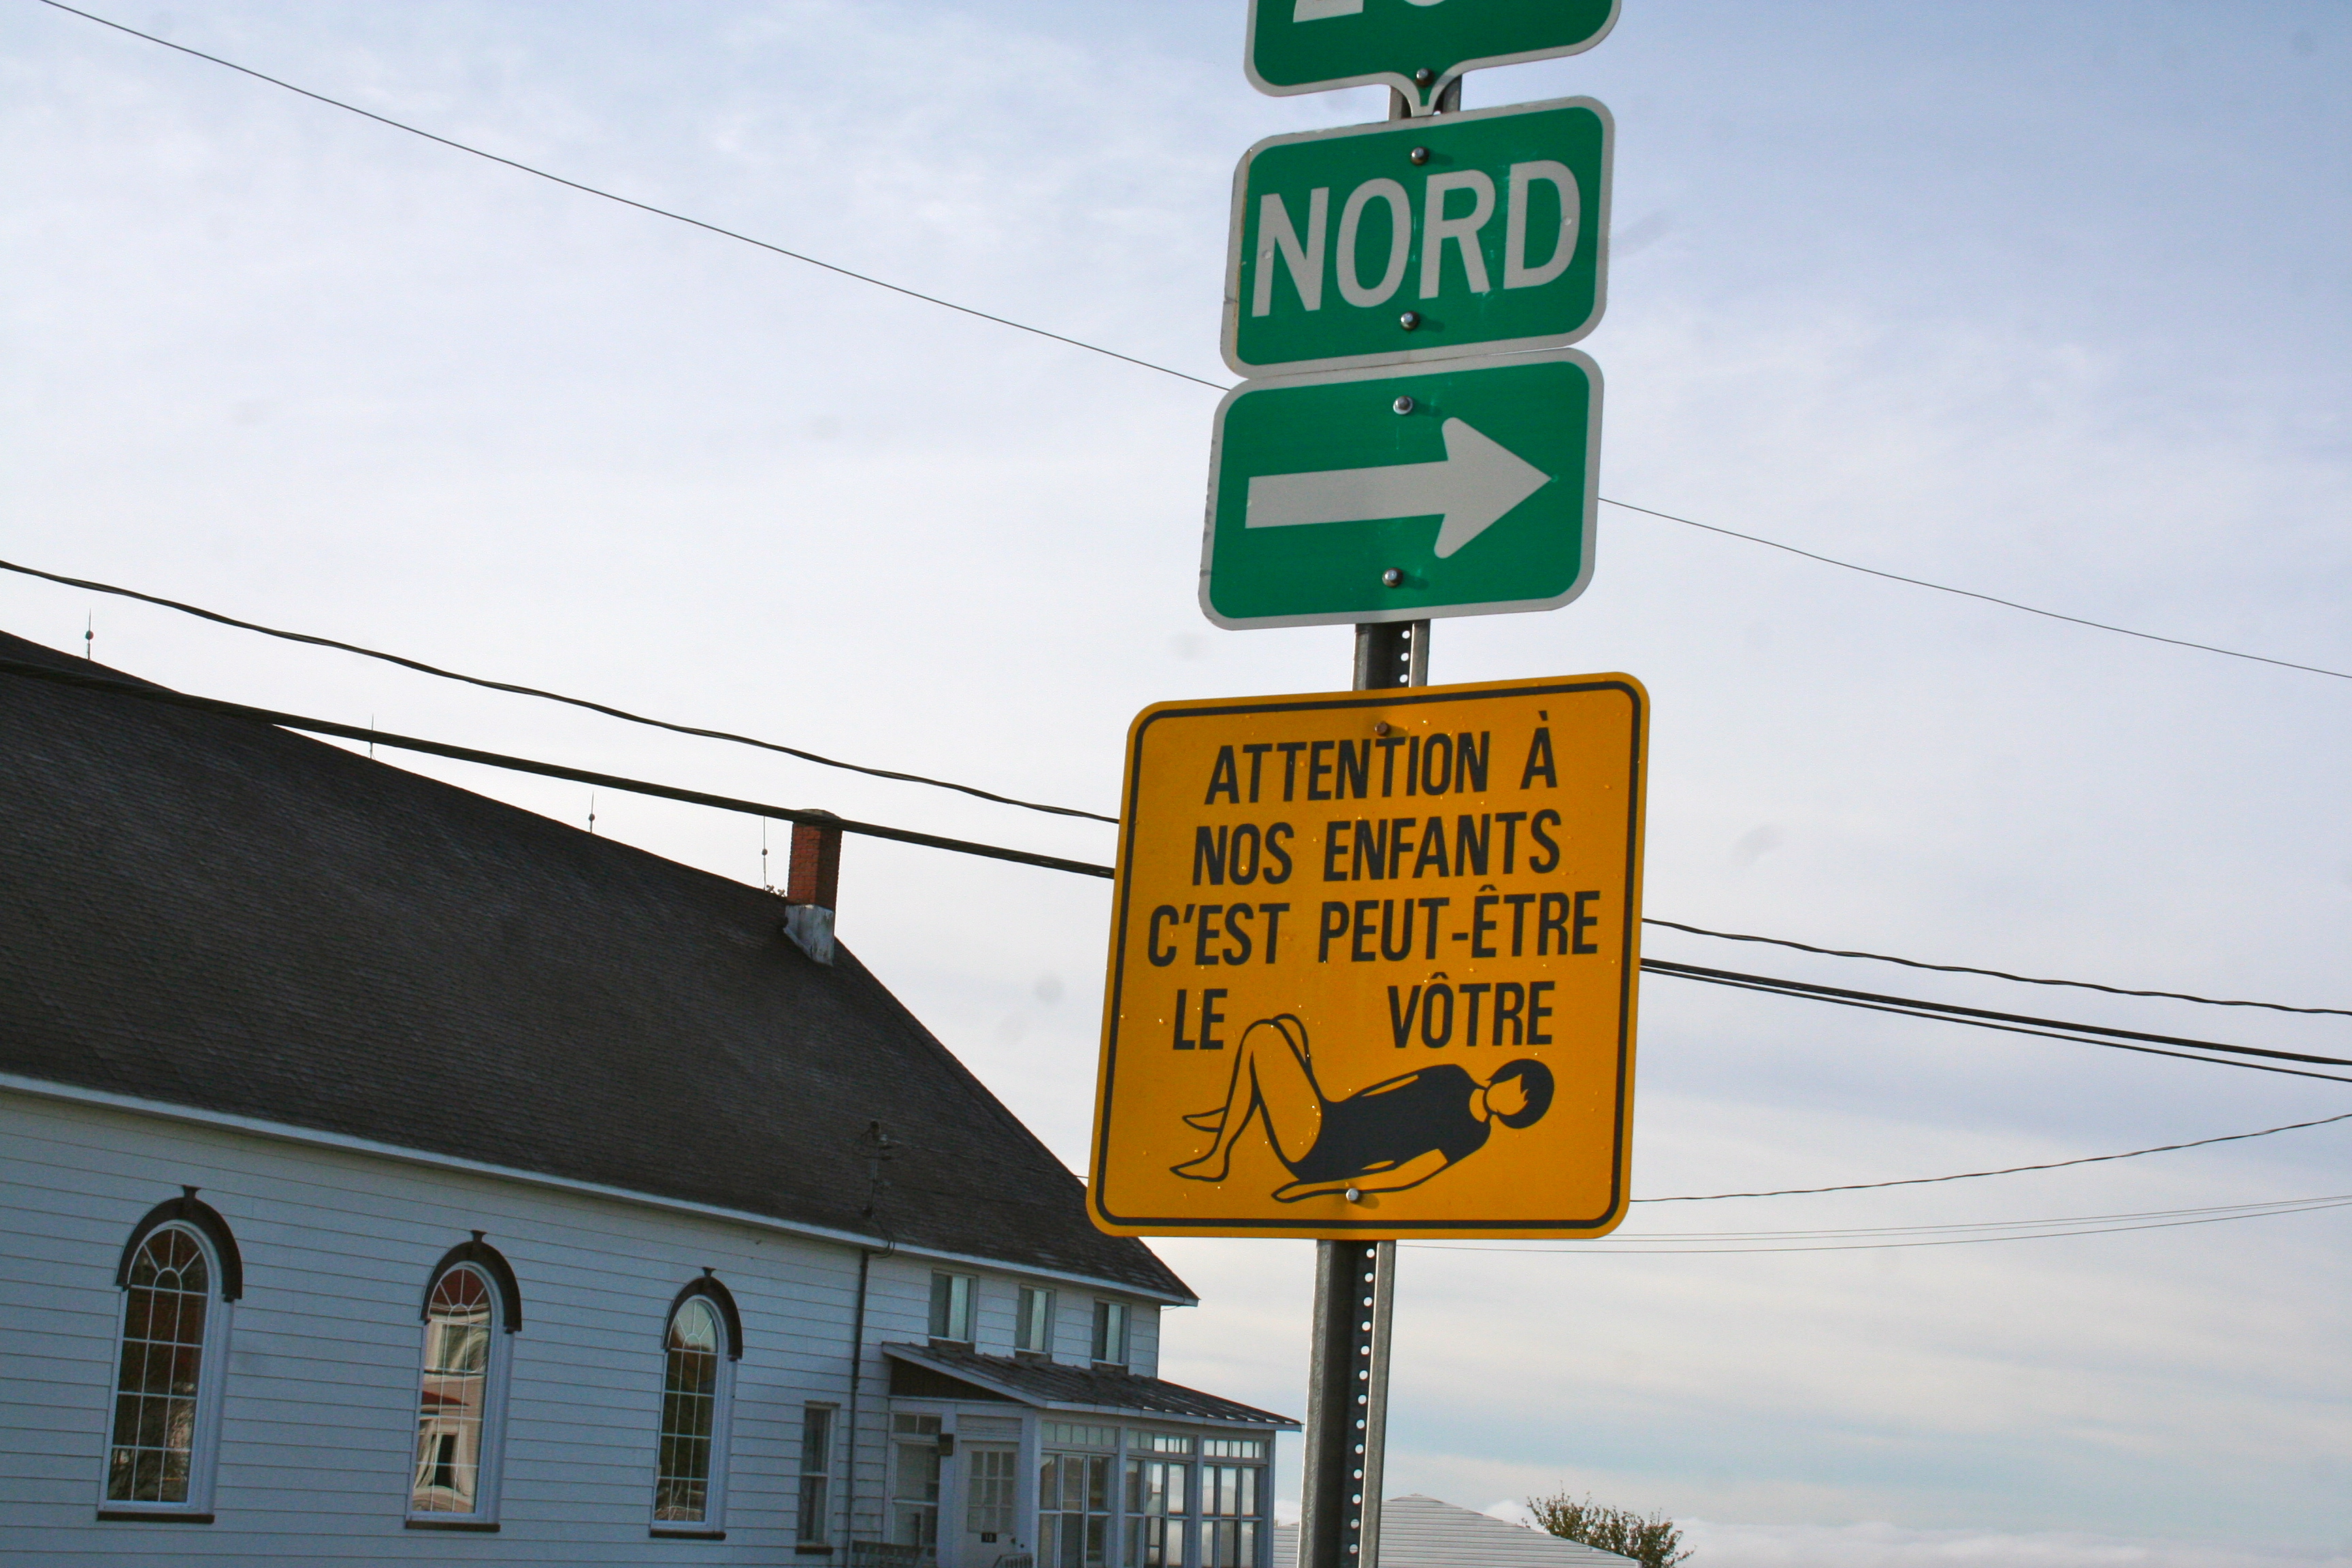 NORD
ATTENTION À
NOS ENFANTS
C'EST PEUT-ÊTRE
LE VÔTRE